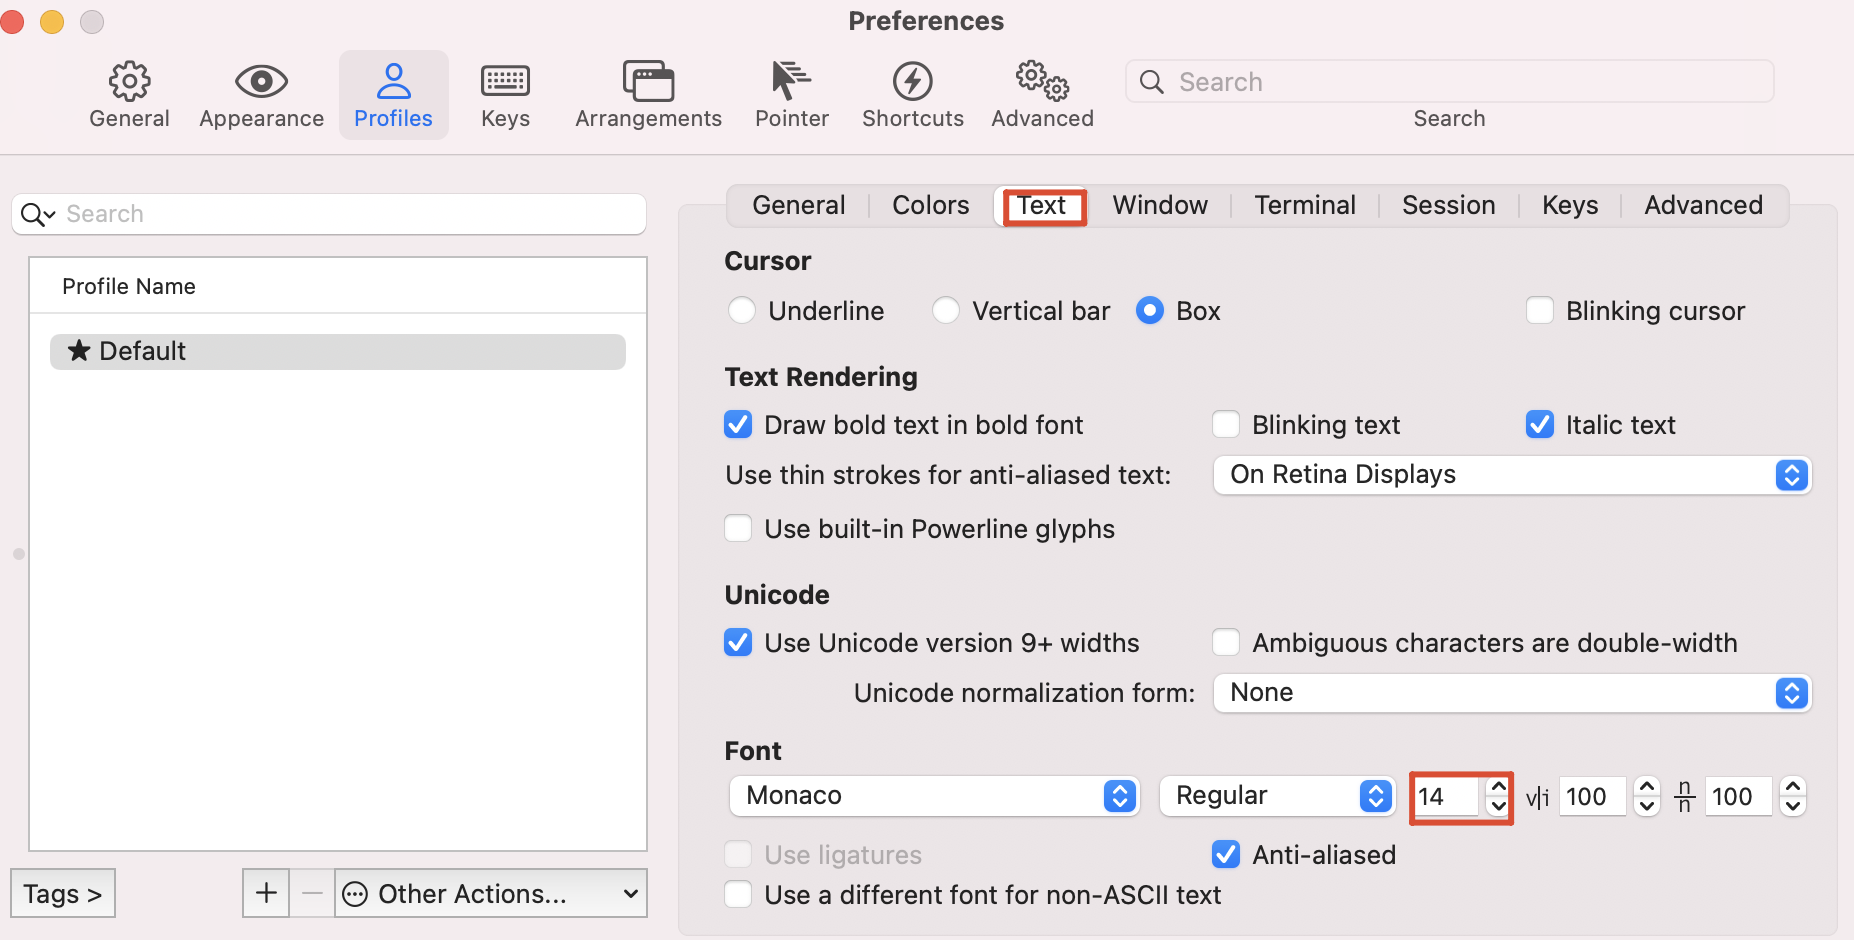 Preferences
General Appearance Profiles Keys Arrangements Pointer Shortcuts Advanced Search
Search
Search
Profile Name
Default
Tags >
Other Actions...
General Colors Text Window Terminal Session Keys Advanced
Cursor
Underline Vertical bar Box Blinking cursor
Text Rendering
Draw bold text in bold font Blinking text Italic text
Use thin strokes for anti-aliased text: On Retina Displays
Use built-in Powerline glyphs
Unicode
Use Unicode version 9+ widths Ambiguous characters are double-width
Unicode normalization form: None
Font
Monaco Regular 14 v|i 100 n/n 100
Use ligatures Anti-aliased
Use a different font for non-ASCII text